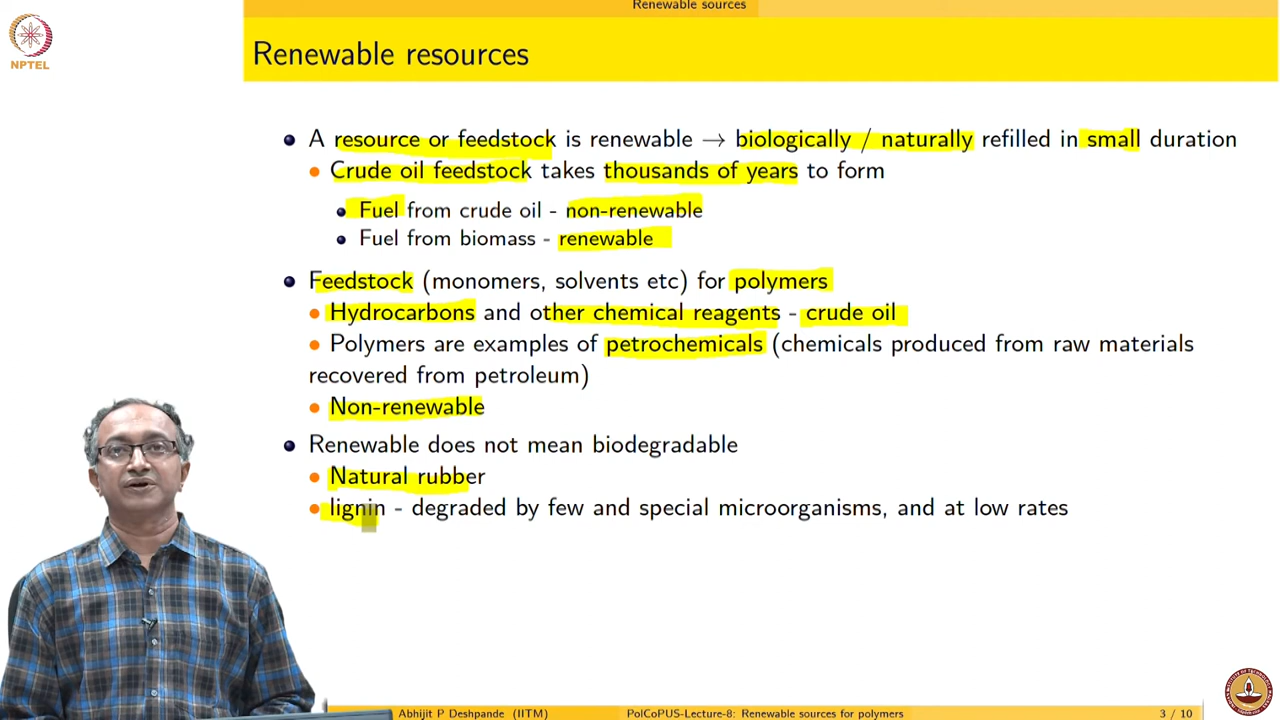 Renewable sources
NPTEL
Renewable resources
A resource or feedstock is renewable → biologically / naturally refilled in small duration
Crude oil feedstock takes thousands of years to form
Fuel from crude oil - non-renewable
Fuel from biomass - renewable
Feedstock (monomers, solvents etc) for polymers
Hydrocarbons and other chemical reagents - crude oil
Polymers are examples of petrochemicals (chemicals produced from raw materials
recovered from petroleum)
Non-renewable
Renewable does not mean biodegradable
Natural rubber
lignin - degraded by few and special microorganisms, and at low rates
Abhijit P Deshpande (IITM) PolCoPUS-Lecture-8: Renewable sources for polymers 3 / 10